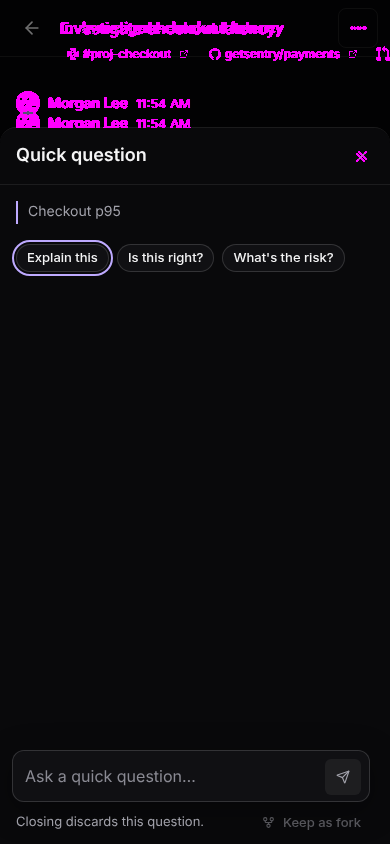 #proj-checkout getsentry/payments
Morgan Lee 11:54 AM
Morgan Lee 11:54 AM
Quick question
Checkout p95
Explain this Is this right? What's the risk?
Ask a quick question...
Closing discards this question. Keep as fork